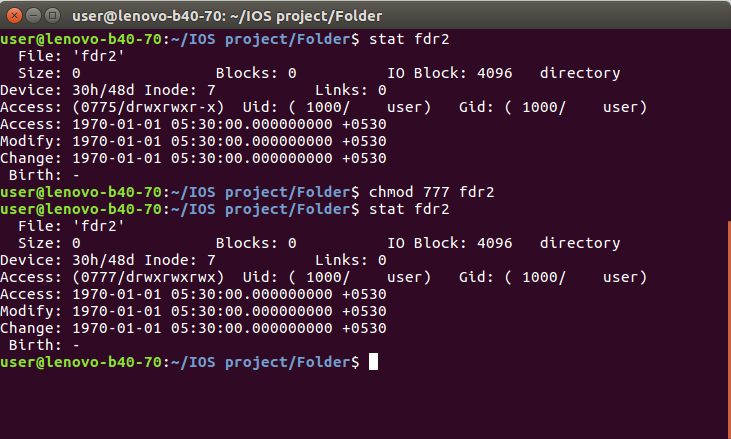 user@lenovo-b40-70: ~/IOS project/Folder
user@lenovo-b40-70:~/IOS project/Folder$ stat fdr2
  File: 'fdr2'
  Size: 0               Blocks: 0          IO Block: 4096   directory
Device: 30h/48d Inode: 7           Links: 0
Access: (0775/drwxrwxr-x)  Uid: ( 1000/    user)   Gid: ( 1000/    user)
Access: 1970-01-01 05:30:00.000000000 +0530
Modify: 1970-01-01 05:30:00.000000000 +0530
Change: 1970-01-01 05:30:00.000000000 +0530
 Birth: -
user@lenovo-b40-70:~/IOS project/Folder$ chmod 777 fdr2
user@lenovo-b40-70:~/IOS project/Folder$ stat fdr2
  File: 'fdr2'
  Size: 0               Blocks: 0          IO Block: 4096   directory
Device: 30h/48d Inode: 7           Links: 0
Access: (0777/drwxrwxrwx)  Uid: ( 1000/    user)   Gid: ( 1000/    user)
Access: 1970-01-01 05:30:00.000000000 +0530
Modify: 1970-01-01 05:30:00.000000000 +0530
Change: 1970-01-01 05:30:00.000000000 +0530
 Birth: -
user@lenovo-b40-70:~/IOS project/Folder$